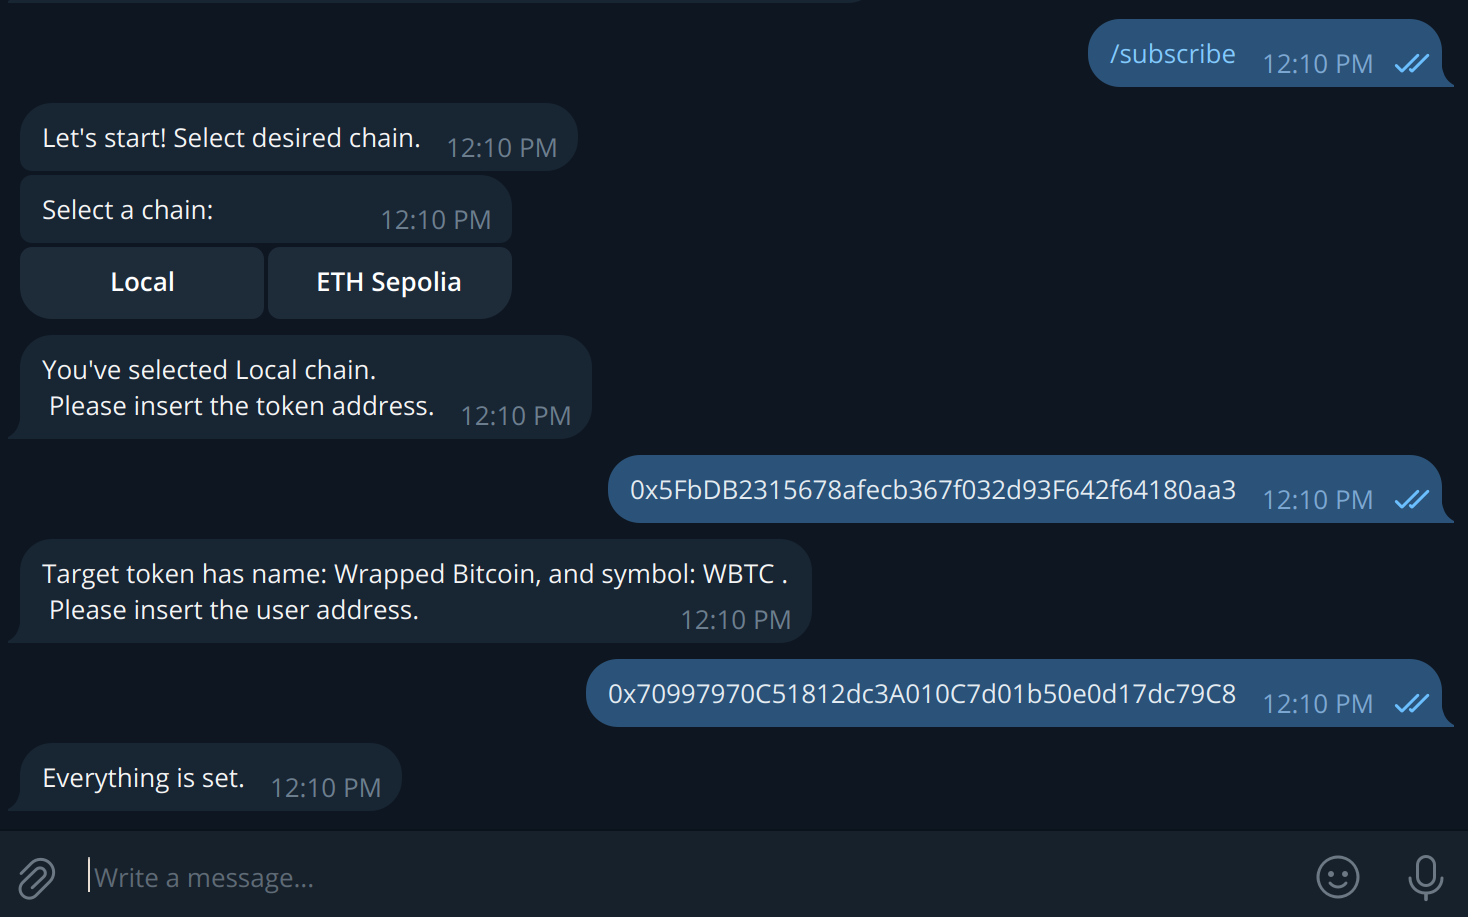 /subscribe 12:10 PM
Let's start! Select desired chain. 12:10 PM
Select a chain: 12:10 PM
Local ETH Sepolia
You've selected Local chain.
Please insert the token address. 12:10 PM
0x5FbDB2315678afecb367f032d93F642f64180aa3 12:10 PM
Target token has name: Wrapped Bitcoin, and symbol: WBTC .
Please insert the user address. 12:10 PM
0x70997970C51812dc3A010C7d01b50e0d17dc79C8 12:10 PM
Everything is set. 12:10 PM
Write a message...